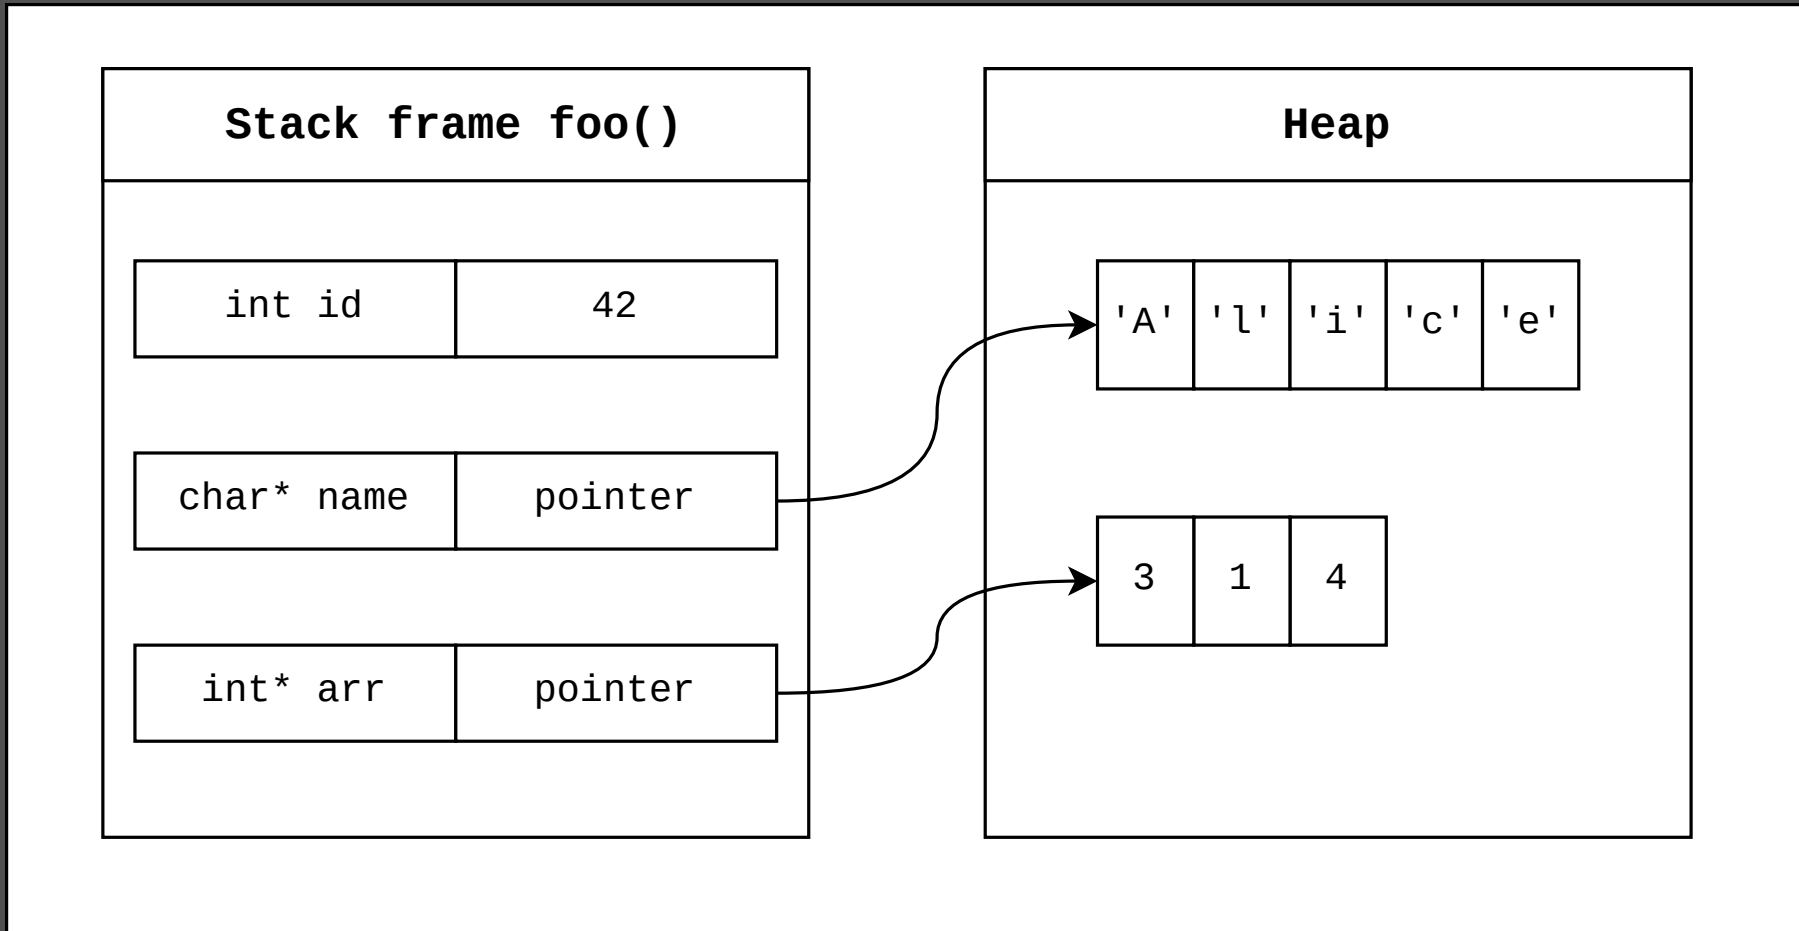 Stack frame foo()
int id 42
char* name pointer
int* arr pointer
Heap
'A' 'l' 'i' 'c' 'e'
3 1 4